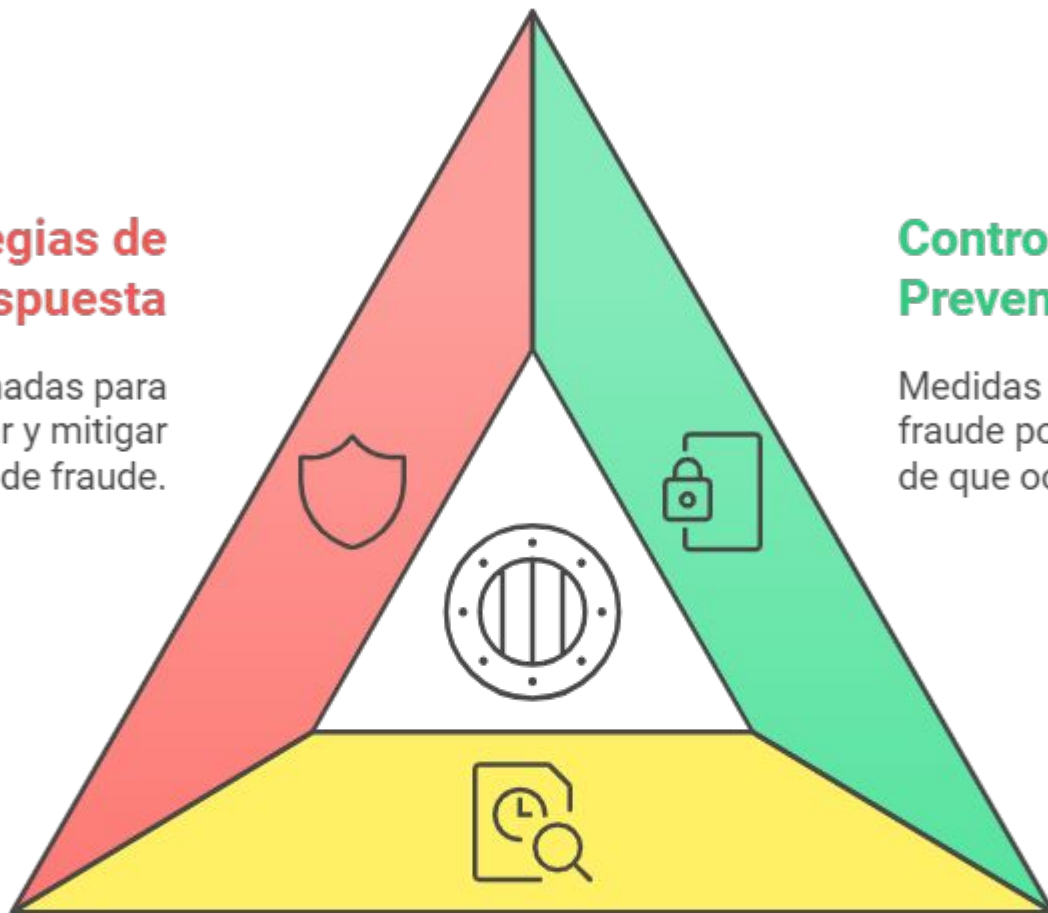 egias de
spuesta
nadas para
r y mitigar
de fraude.
Contro
Preven
Medidas
fraude po
de que oc